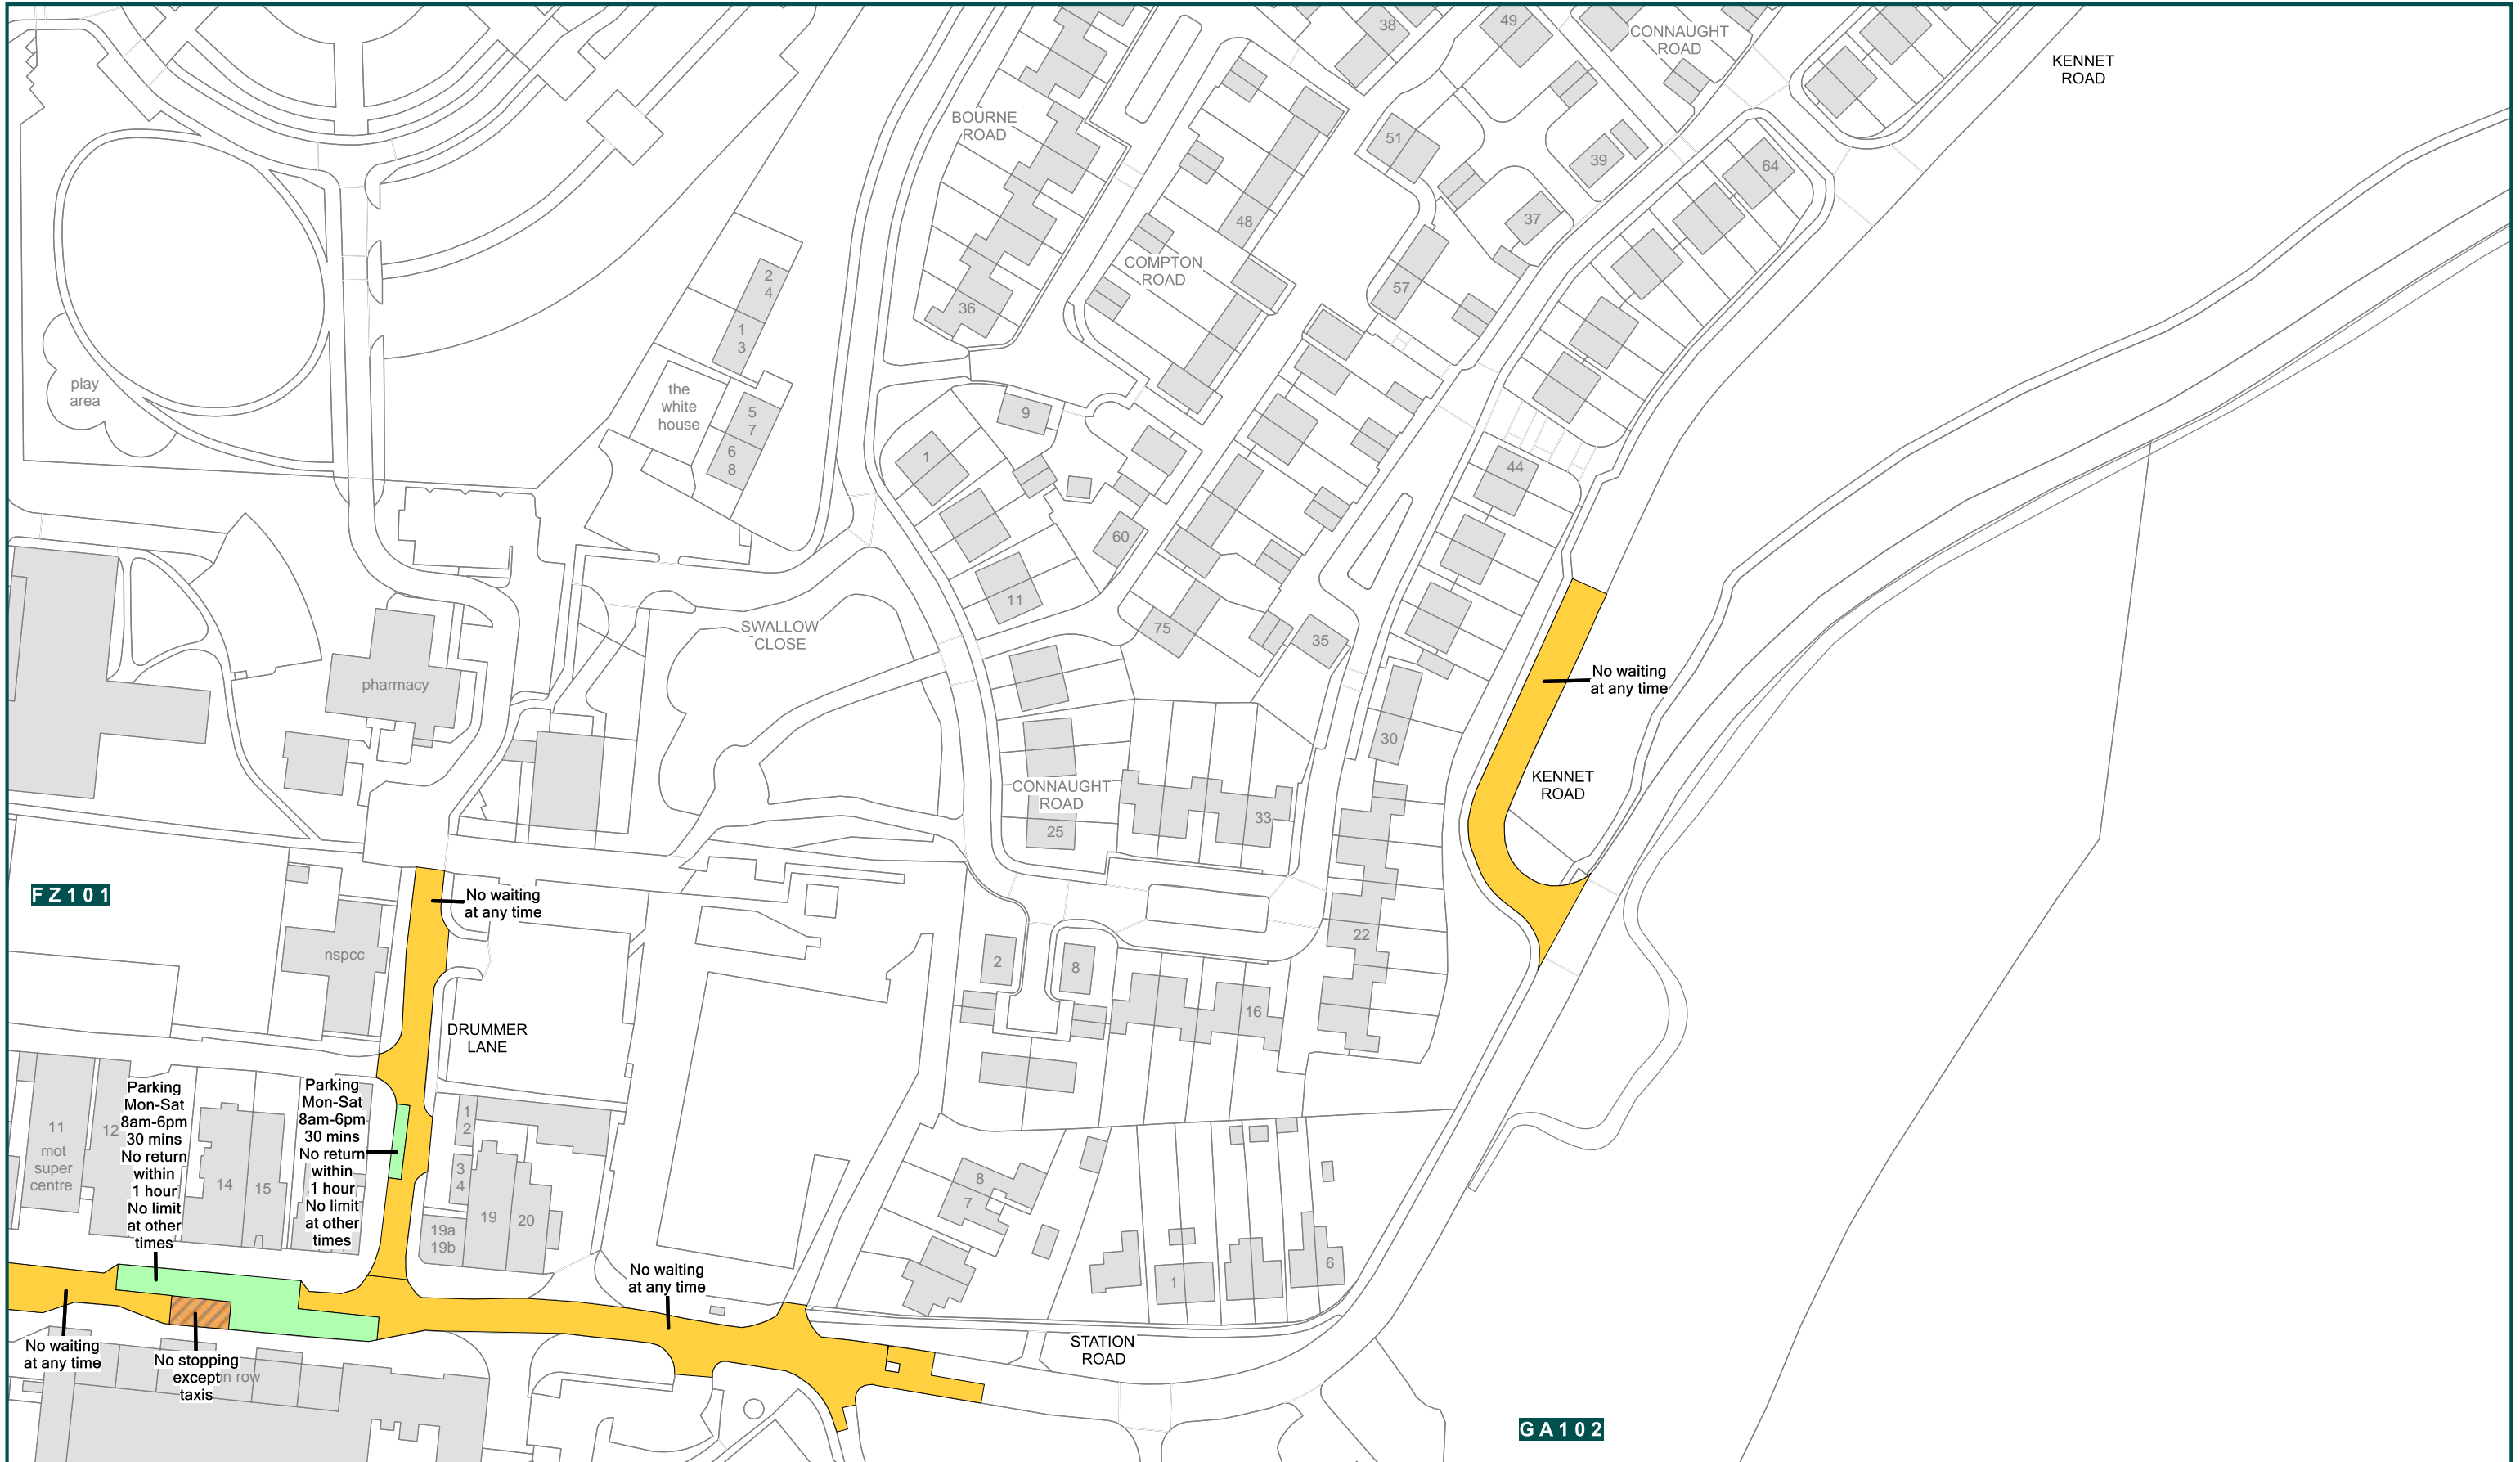 38
49
CONNAUGHT
ROAD
KENNET
ROAD
BOURNE
ROAD
51
39
64
37
48
COMPTON
ROAD
2
4
57
36
1
3
play
area
the
white
house
5
7
9
6
8
1
44
60
11
SWALLOW
CLOSE
75
35
pharmacy
No waiting
at any time
30
KENNET
ROAD
CONNAUGHT
ROAD
25
33
FZ101
No waiting
at any time
22
nspcc
2
8
16
DRUMMER
LANE
Parking
Mon-Sat
8am-6pm
30 mins
No return
within
1 hour
No limit
at other
times
Parking
Mon-Sat
8am-6pm
30 mins
No return
within
1 hour
No limit
at other
times
11
mot
super
centre
12
14
15
1
2
3
4
19a
19b
19
20
8
7
1
6
No waiting
at any time
No waiting
at any time
No stopping
except
taxis
STATION
ROAD
GA102